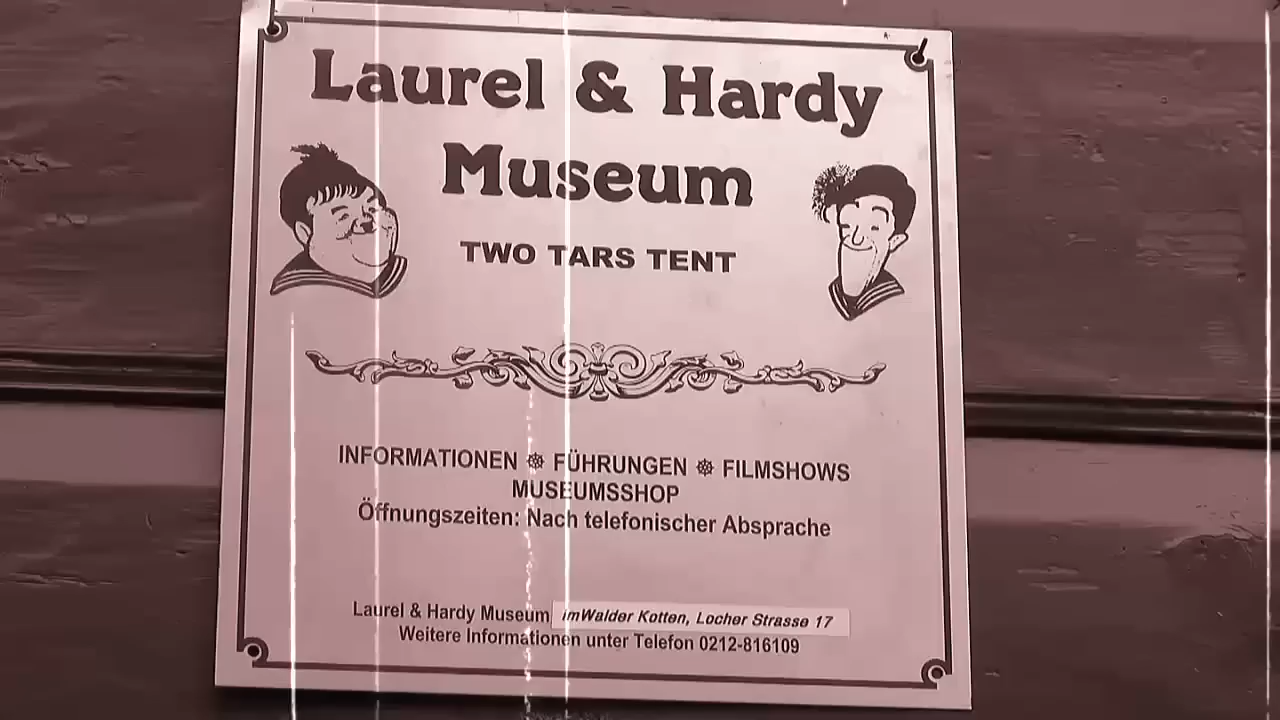 Laurel & Hardy
Museum
TWO TARS TENT
INFORMATIONEN ☸ FÜHRUNGEN ☸ FILMSHOWS
MUSEUMSSHOP
Öffnungszeiten: Nach telefonischer Absprache
Laurel & Hardy Museum imWalder Kotten, Locher Strasse 17
Weitere Informationen unter Telefon 0212-816109